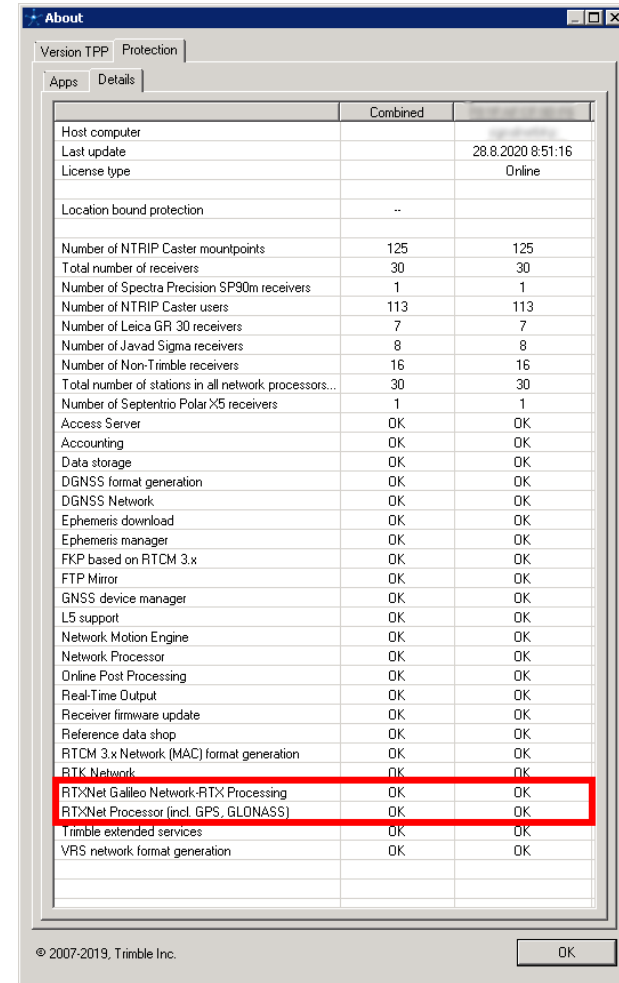 About
Version TPP Protection
Apps Details
Combined
Host computer
Last update 28.8.2020 8:51:16
License type Online
Location bound protection --
Number of NTRIP Caster mountpoints 125 125
Total number of receivers 30 30
Number of Spectra Precision SP90m receivers 1 1
Number of NTRIP Caster users 113 113
Number of Leica GR 30 receivers 7 7
Number of Javad Sigma receivers 8 8
Number of Non-Trimble receivers 16 16
Total number of stations in all network processors... 30 30
Number of Septentrio Polar X5 receivers 1 1
Access Server OK OK
Accounting OK OK
Data storage OK OK
DGNSS format generation OK OK
DGNSS Network OK OK
Ephemeris download OK OK
Ephemeris manager OK OK
FKP based on RTCM 3.x OK OK
FTP Mirror OK OK
GNSS device manager OK OK
L5 support OK OK
Network Motion Engine OK OK
Network Processor OK OK
Online Post Processing OK OK
Real-Time Output OK OK
Receiver firmware update OK OK
Reference data shop OK OK
RTCM 3.x Network (MAC) format generation OK OK
RTK Network OK OK
RTXNet Galileo Network-RTX Processing OK OK
RTXNet Processor (incl. GPS, GLONASS) OK OK
Trimble extended services OK OK
VRS network format generation OK OK
© 2007-2019, Trimble Inc. OK